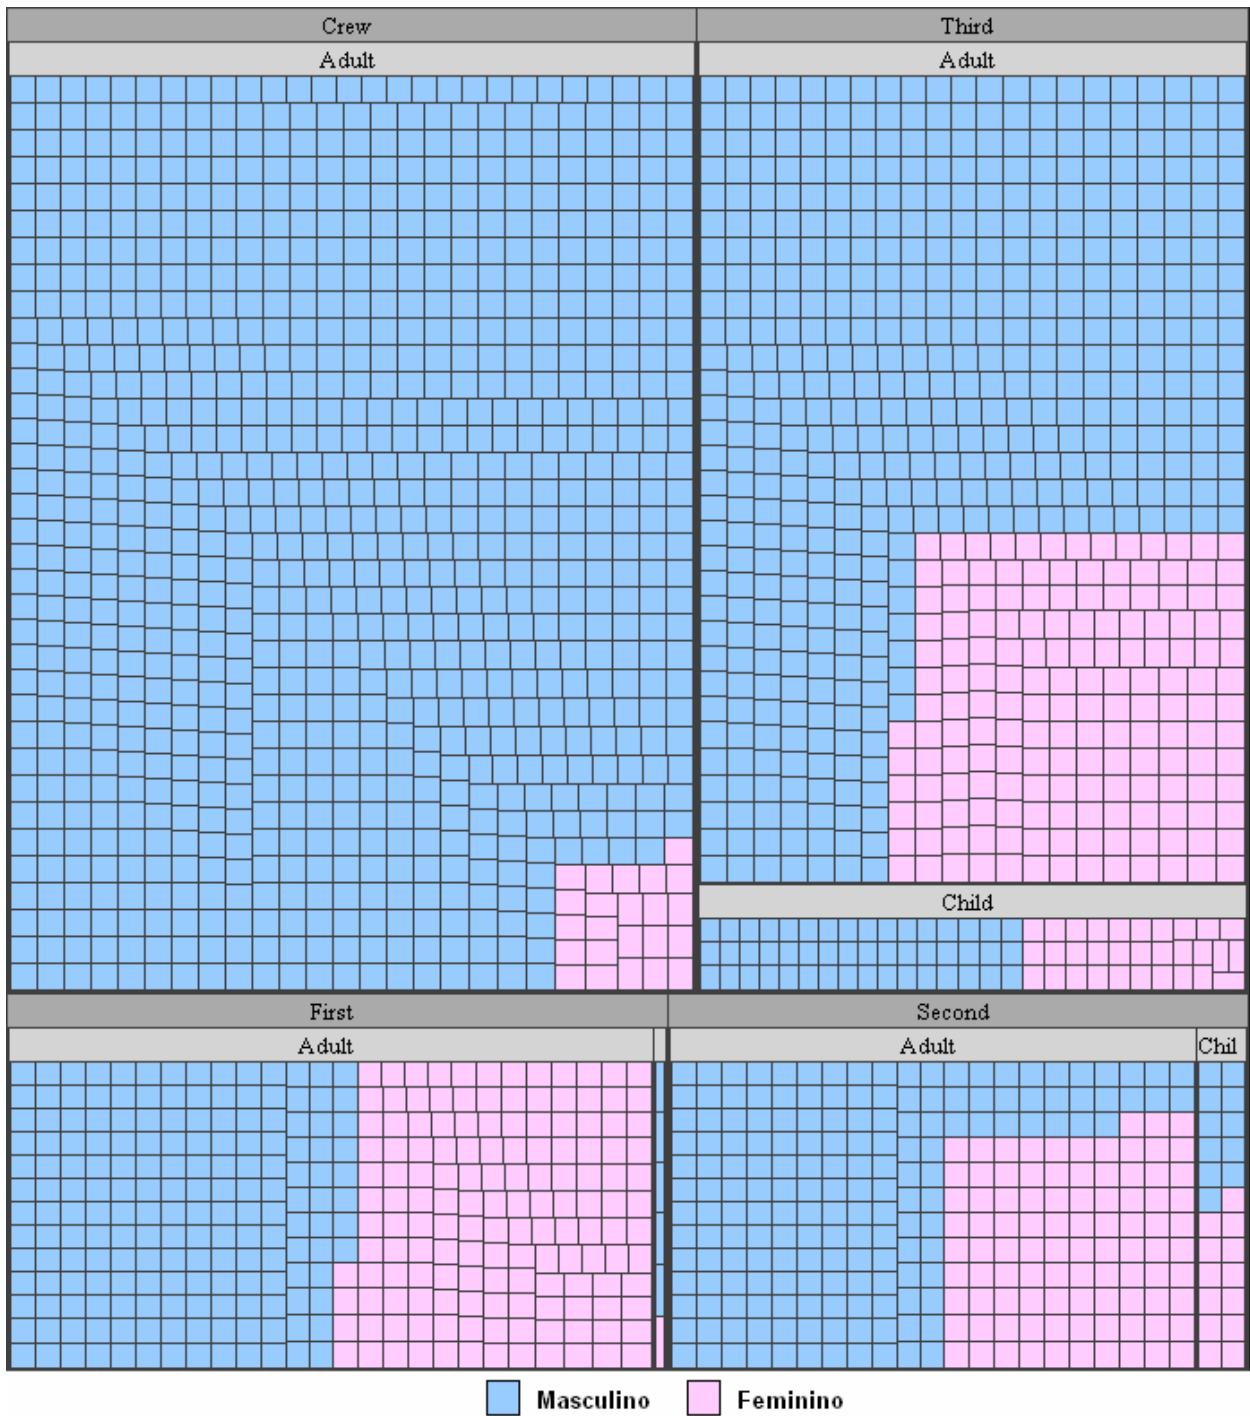 Crew
Third
Adult
Adult
Child
First
Second
Adult
Adult
Chil
Masculino
Feminino